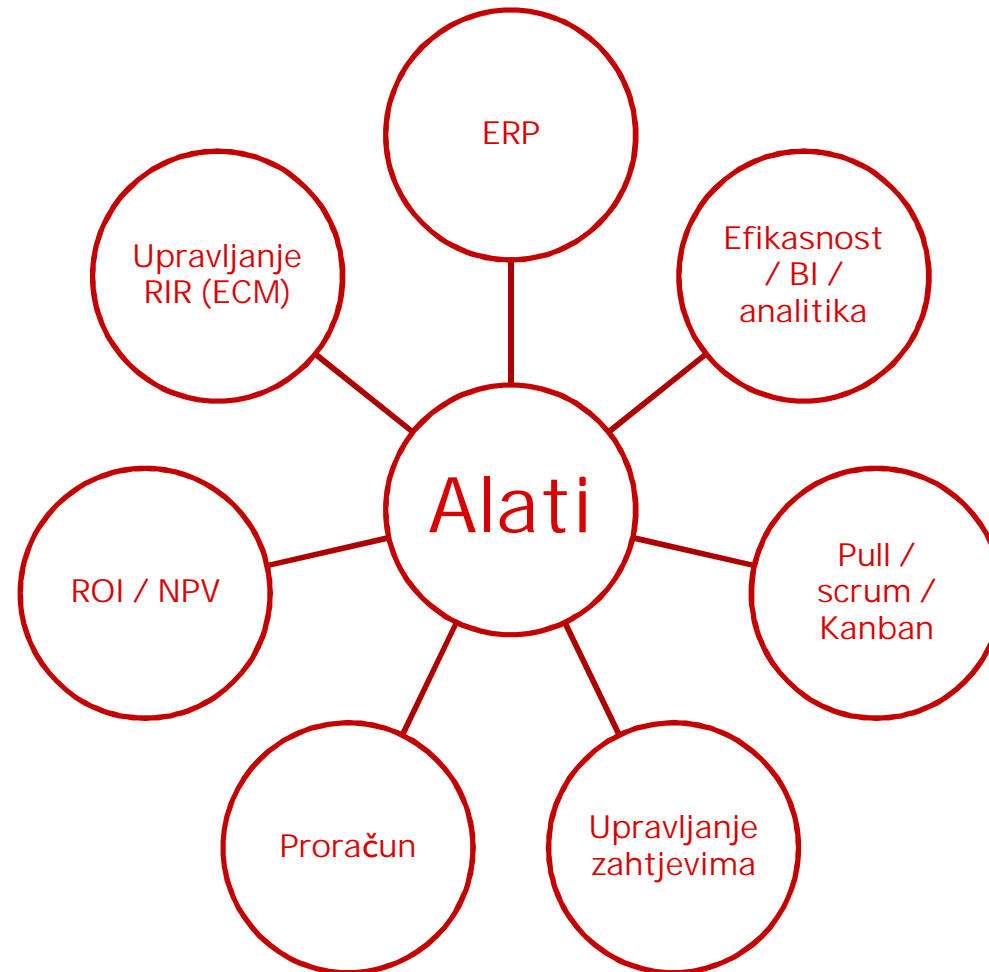 ERP
Efikasnost
/ BI /
analitika
Pull /
scrum /
Kanban
Upravljanje
zahtjevima
Proračun
ROI / NPV
Upravljanje
RIR (ECM)
Alati